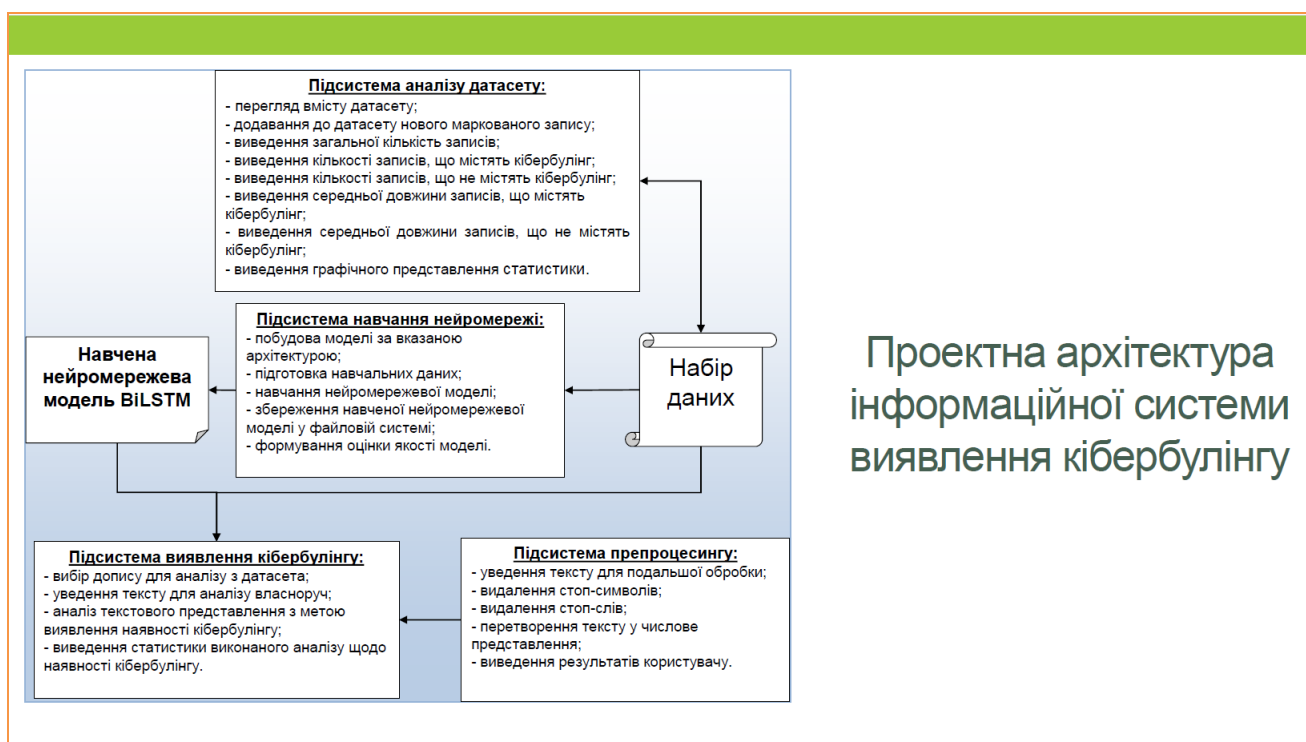 Підсистема аналізу датасету:
- перегляд вмісту датасету;
- додавання до датасету нового маркованого запису;
- виведення загальної кількість записів;
- виведення кількості записів, що містять кібербулінг;
- виведення кількості записів, що не містять кібербулінг;
- виведення середньої довжини записів, що містять
кібербулінг;
- виведення середньої довжини записів, що не містять
кібербулінг;
- виведення графічного представлення статистики.
Підсистема навчання нейромережі:
- побудова моделі за вказаною
архітектурою;
- підготовка навчальних даних;
- навчання нейромережевої моделі;
- збереження навченої нейромережевої
моделі у файловій системі;
- формування оцінки якості моделі.
Навчена
нейромережева
модель BiLSTM
Набір
даних
Підсистема виявлення кібербулінгу:
- вибір допису для аналізу з датасета;
- уведення тексту для аналізу власноруч;
- аналіз текстового представлення з метою
виявлення наявності кібербулінгу;
- виведення статистики виконаного аналізу щодо
наявності кібербулінгу.
Підсистема препроцесингу:
- уведення тексту для подальшої обробки;
- видалення стоп-символів;
- видалення стоп-слів;
- перетворення тексту у числове
представлення;
- виведення результатів користувачу.
Проектна архітектура
інформаційної системи
виявлення кібербулінгу